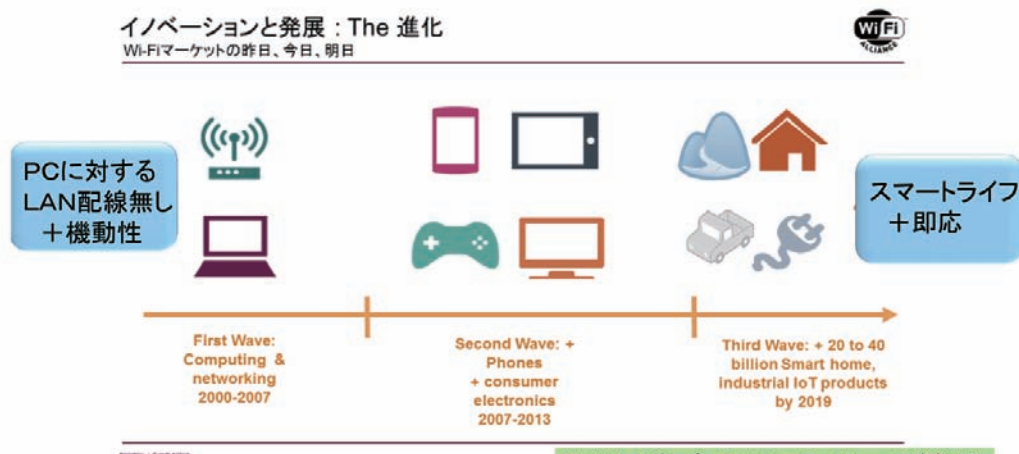 イノベーションと発展：The 進化
Wi-Fiマーケットの昨日、今日、明日
Wi Fi
ALLIANCE
PCに対する
LAN配線無し
＋機動性
スマートライフ
＋即応
First Wave:
Computing &
networking
2000-2007
Second Wave: +
Phones
+ consumer
electronics
2007-2013
Third Wave: + 20 to 40
billion Smart home,
industrial IoT products
by 2019